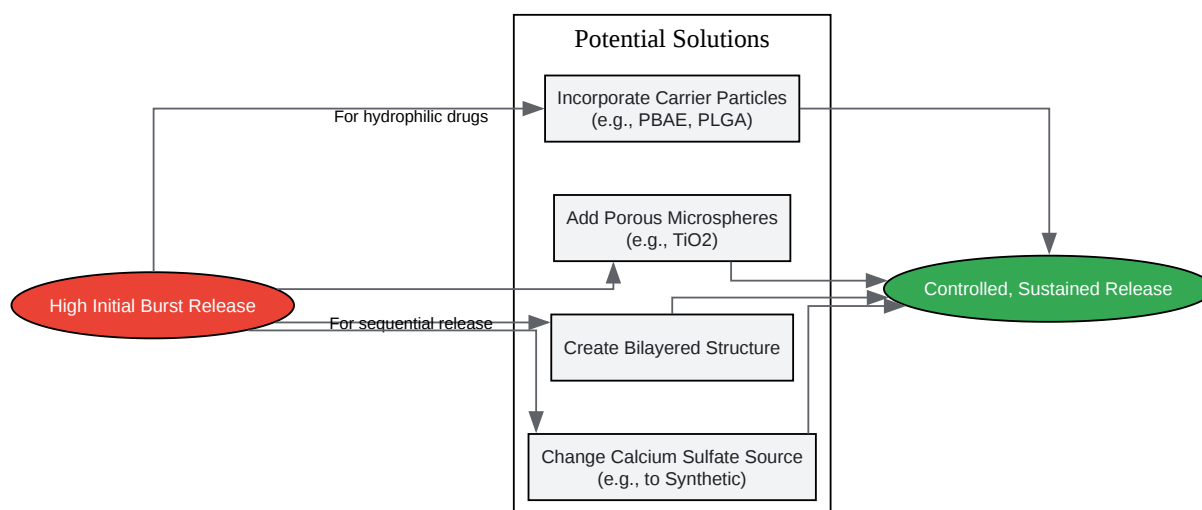 Potential Solutions
Incorporate Carrier Particles
(e.g., PBAE, PLGA)
For hydrophilic drugs
Add Porous Microspheres
(e.g., TiO2)
High Initial Burst Release
Controlled, Sustained Release
For sequential release
Create Bilayered Structure
Change Calcium Sulfate Source
(e.g., to Synthetic)